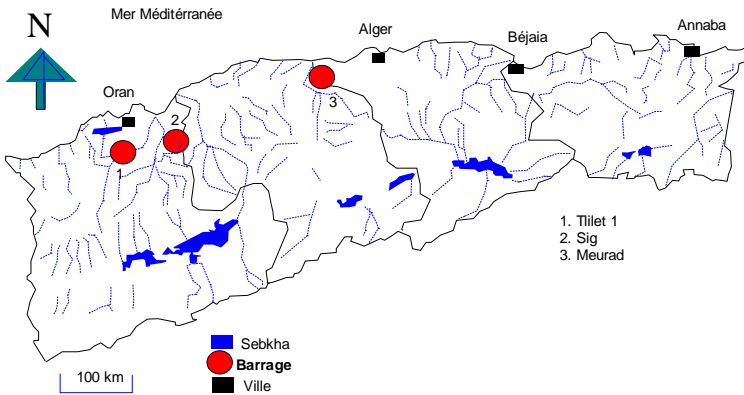 Mer Méditérranée
N
Alger
Béjaia
Annaba
Oran
2
3
1
1. Tlilet 1
2. Sig
3. Meurad
Sebkha
Barrage
Ville
100 km